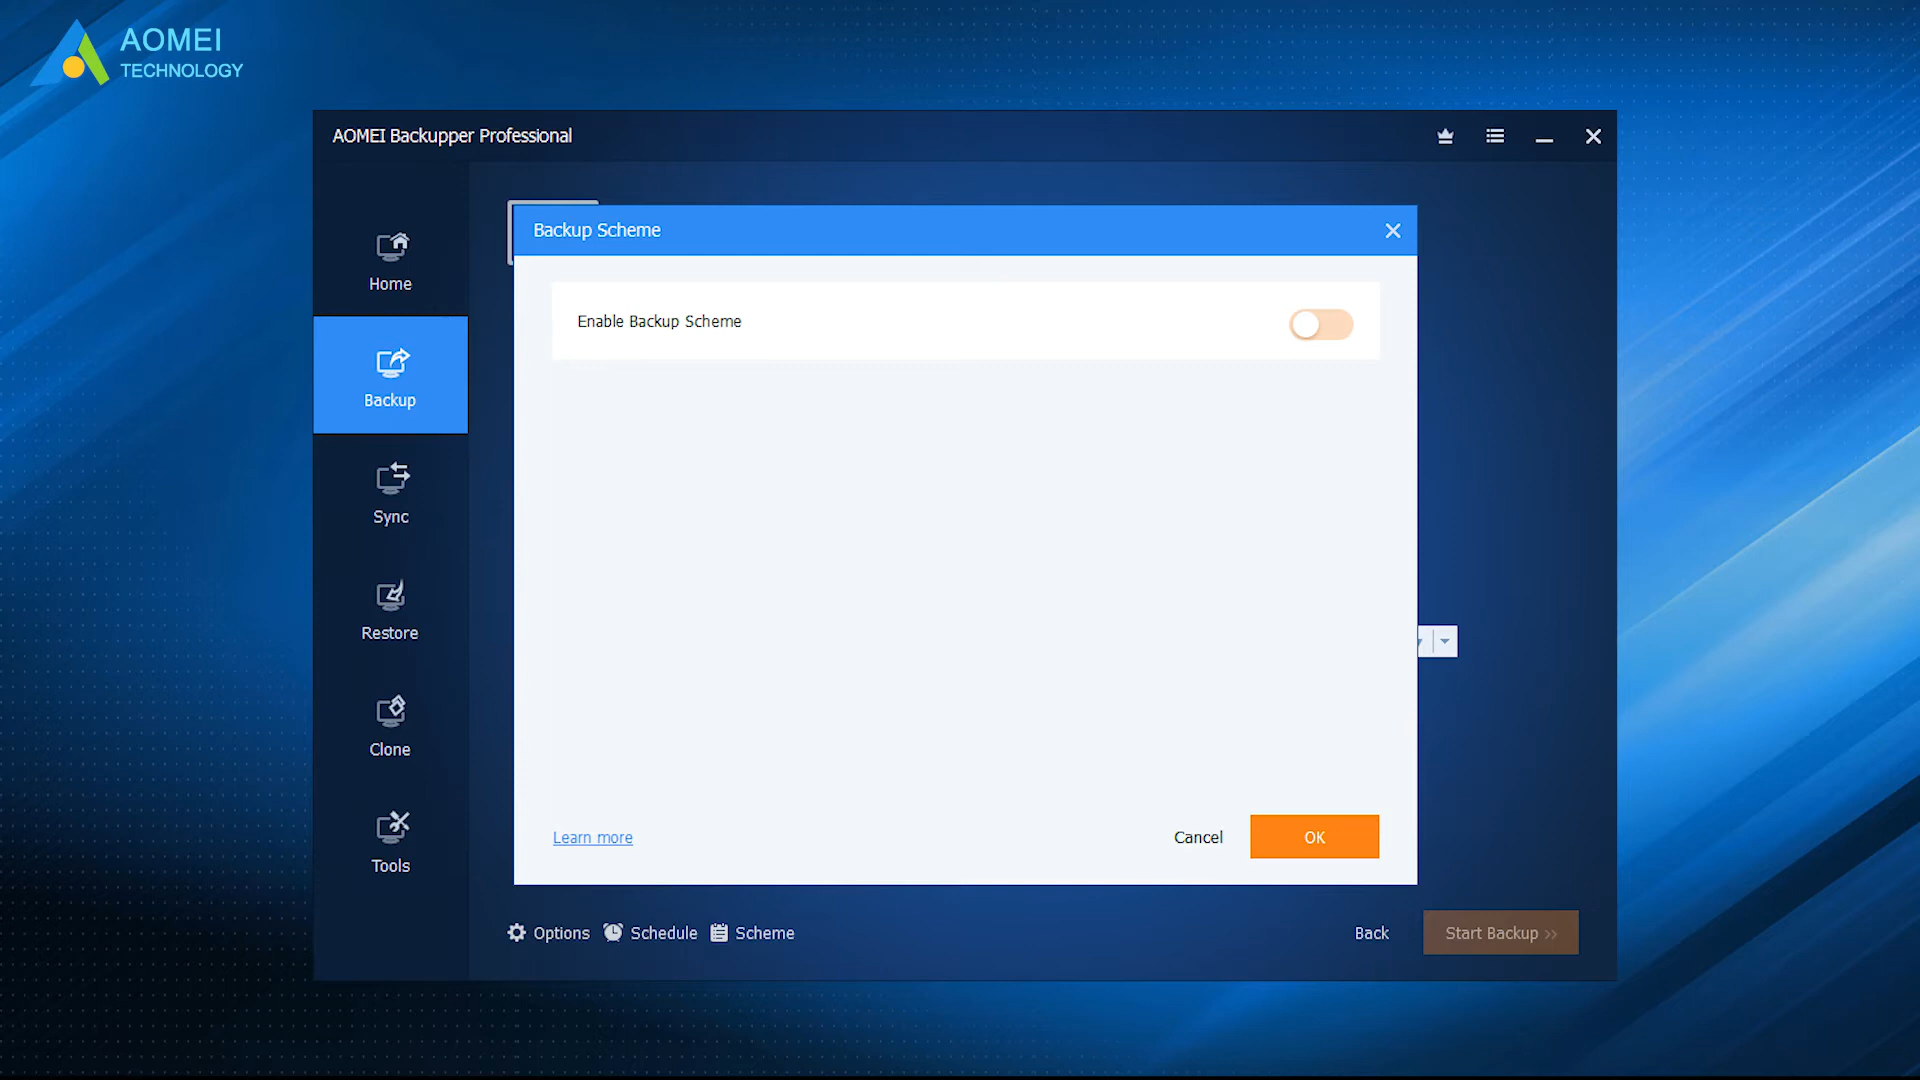 AOMEI
TECHNOLOGY
AOMEI Backupper Professional
Home
Backup
Sync
Restore
Clone
Tools
Backup Scheme
Enable Backup Scheme
Learn more
Cancel
OK
Options
Schedule
Scheme
Back
Start Backup »